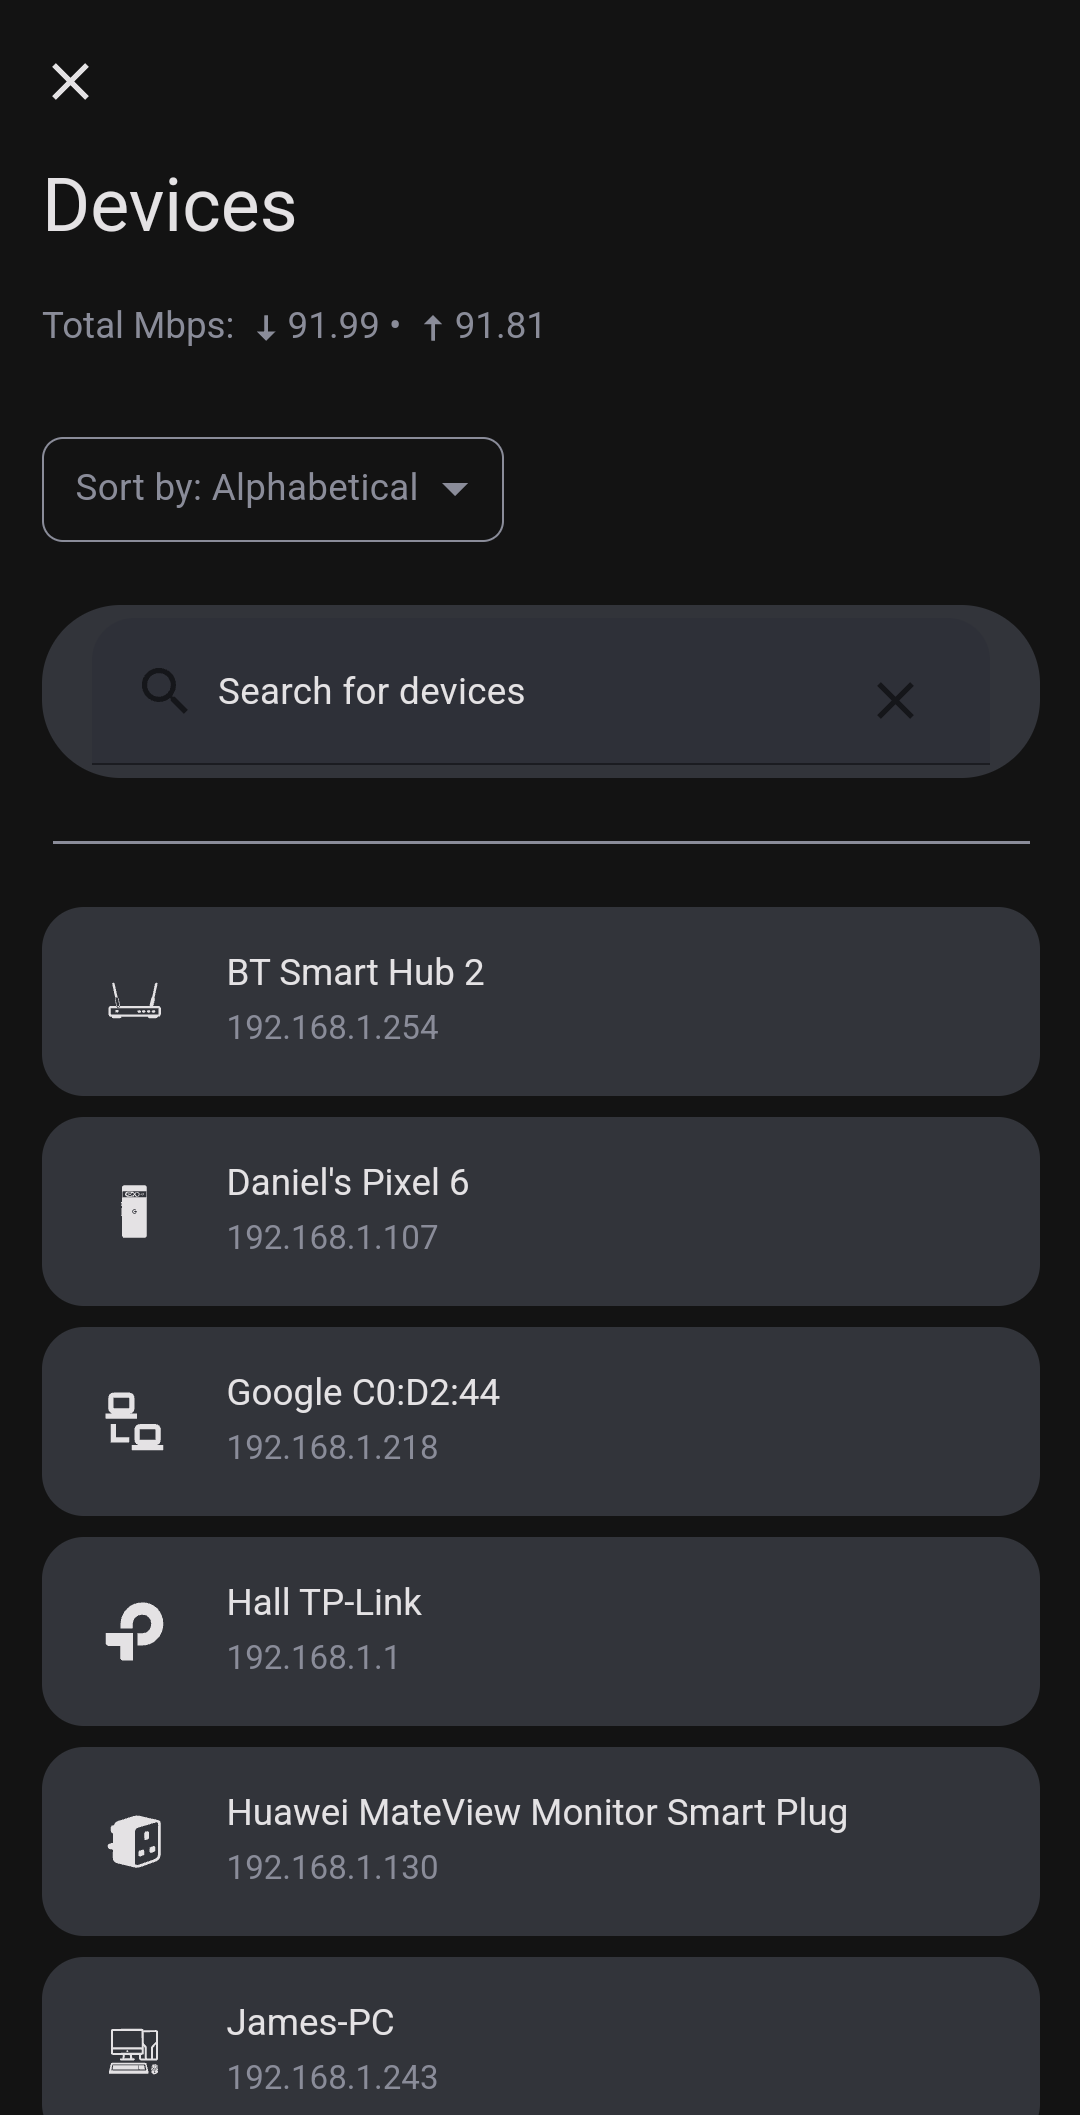 Devices
Total Mbps: ↓ 91.99 • ↑ 91.81
Sort by: Alphabetical
Search for devices
BT Smart Hub 2
192.168.1.254
Daniel's Pixel 6
192.168.1.107
Google C0:D2:44
192.168.1.218
Hall TP-Link
192.168.1.1
Huawei MateView Monitor Smart Plug
192.168.1.130
James-PC
192.168.1.243